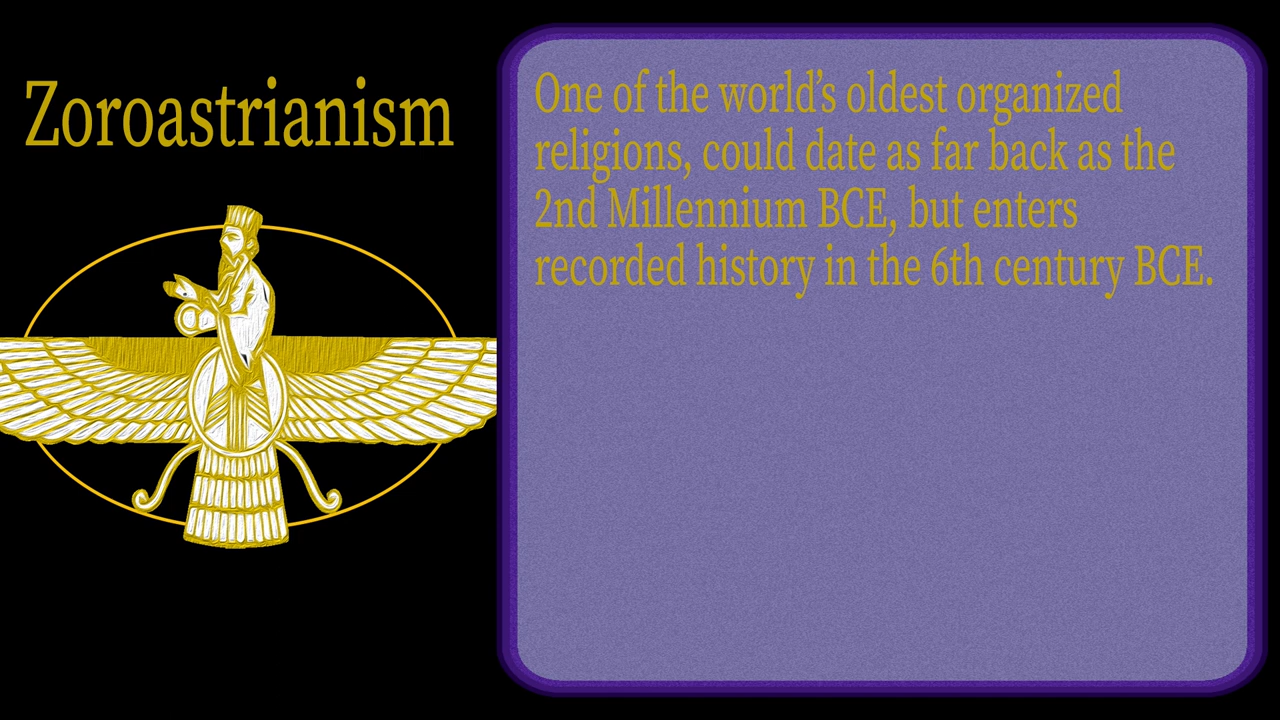 Zoroastrianism
One of the world’s oldest organized
religions, could date as far back as the
2nd Millennium BCE, but enters
recorded history in the 6th century BCE.